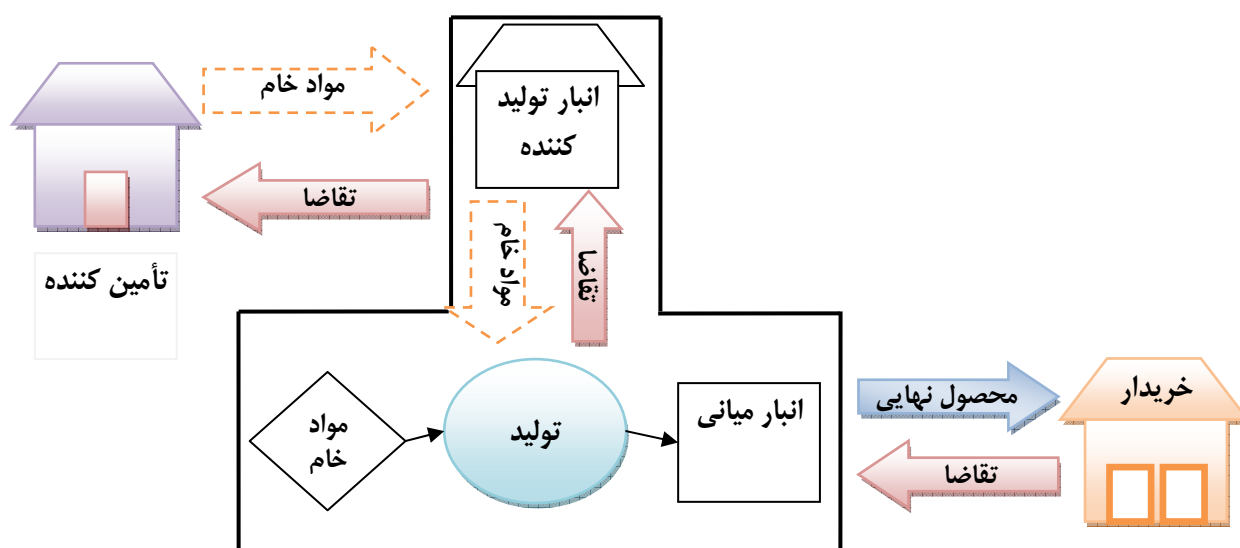 مواد خام
انبار تولید
کننده
تقاضا
تأمین کننده
مواد خام
تقاضا
مواد
خام
تولید
انبار میانی
محصول نهایی
خریدار
تقاضا